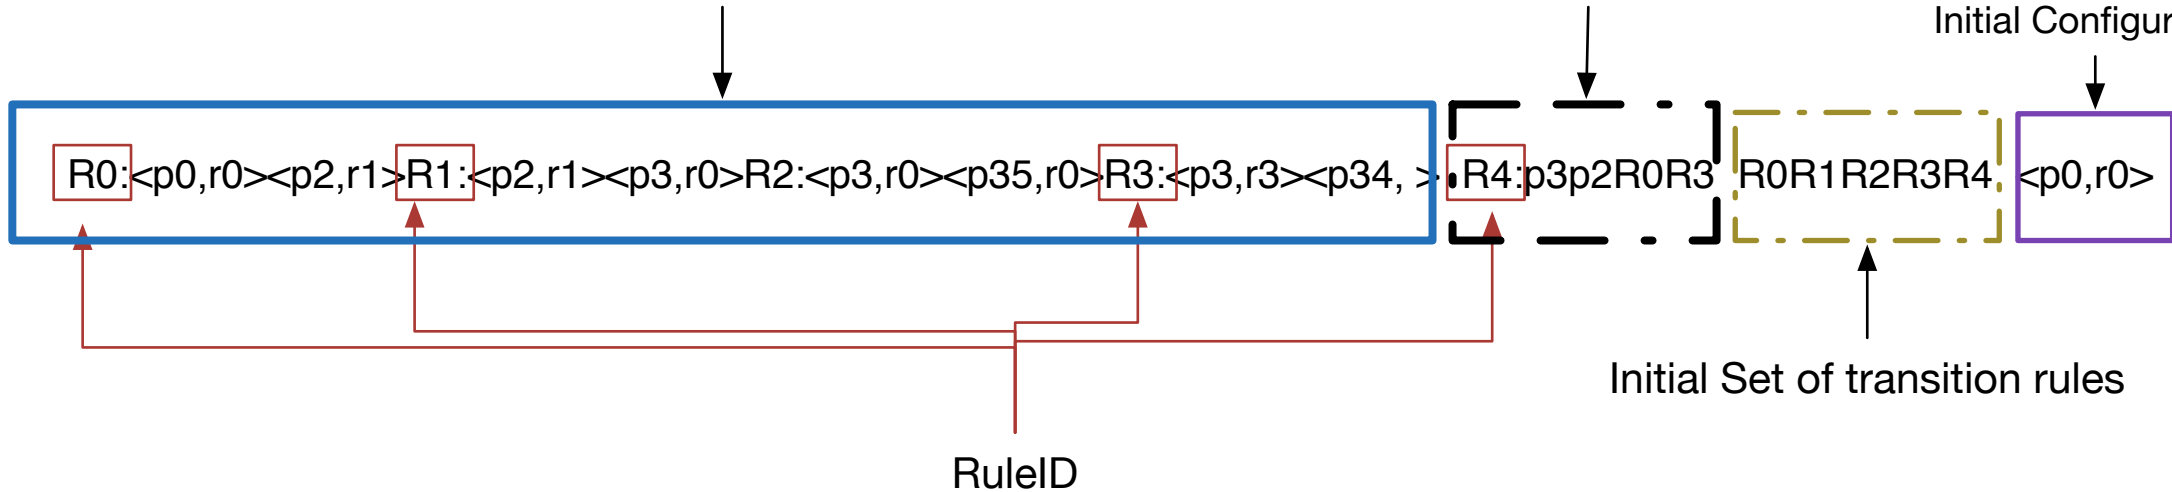 Initial Configur
R0:<p0,r0><p2,r1>R1:<p2,r1><p3,r0>R2:<p3,r0><p35,r0>R3:<p3,r3><p34, > R4:p3p2R0R3 R0R1R2R3R4 <p0,r0>
Initial Set of transition rules
RuleID